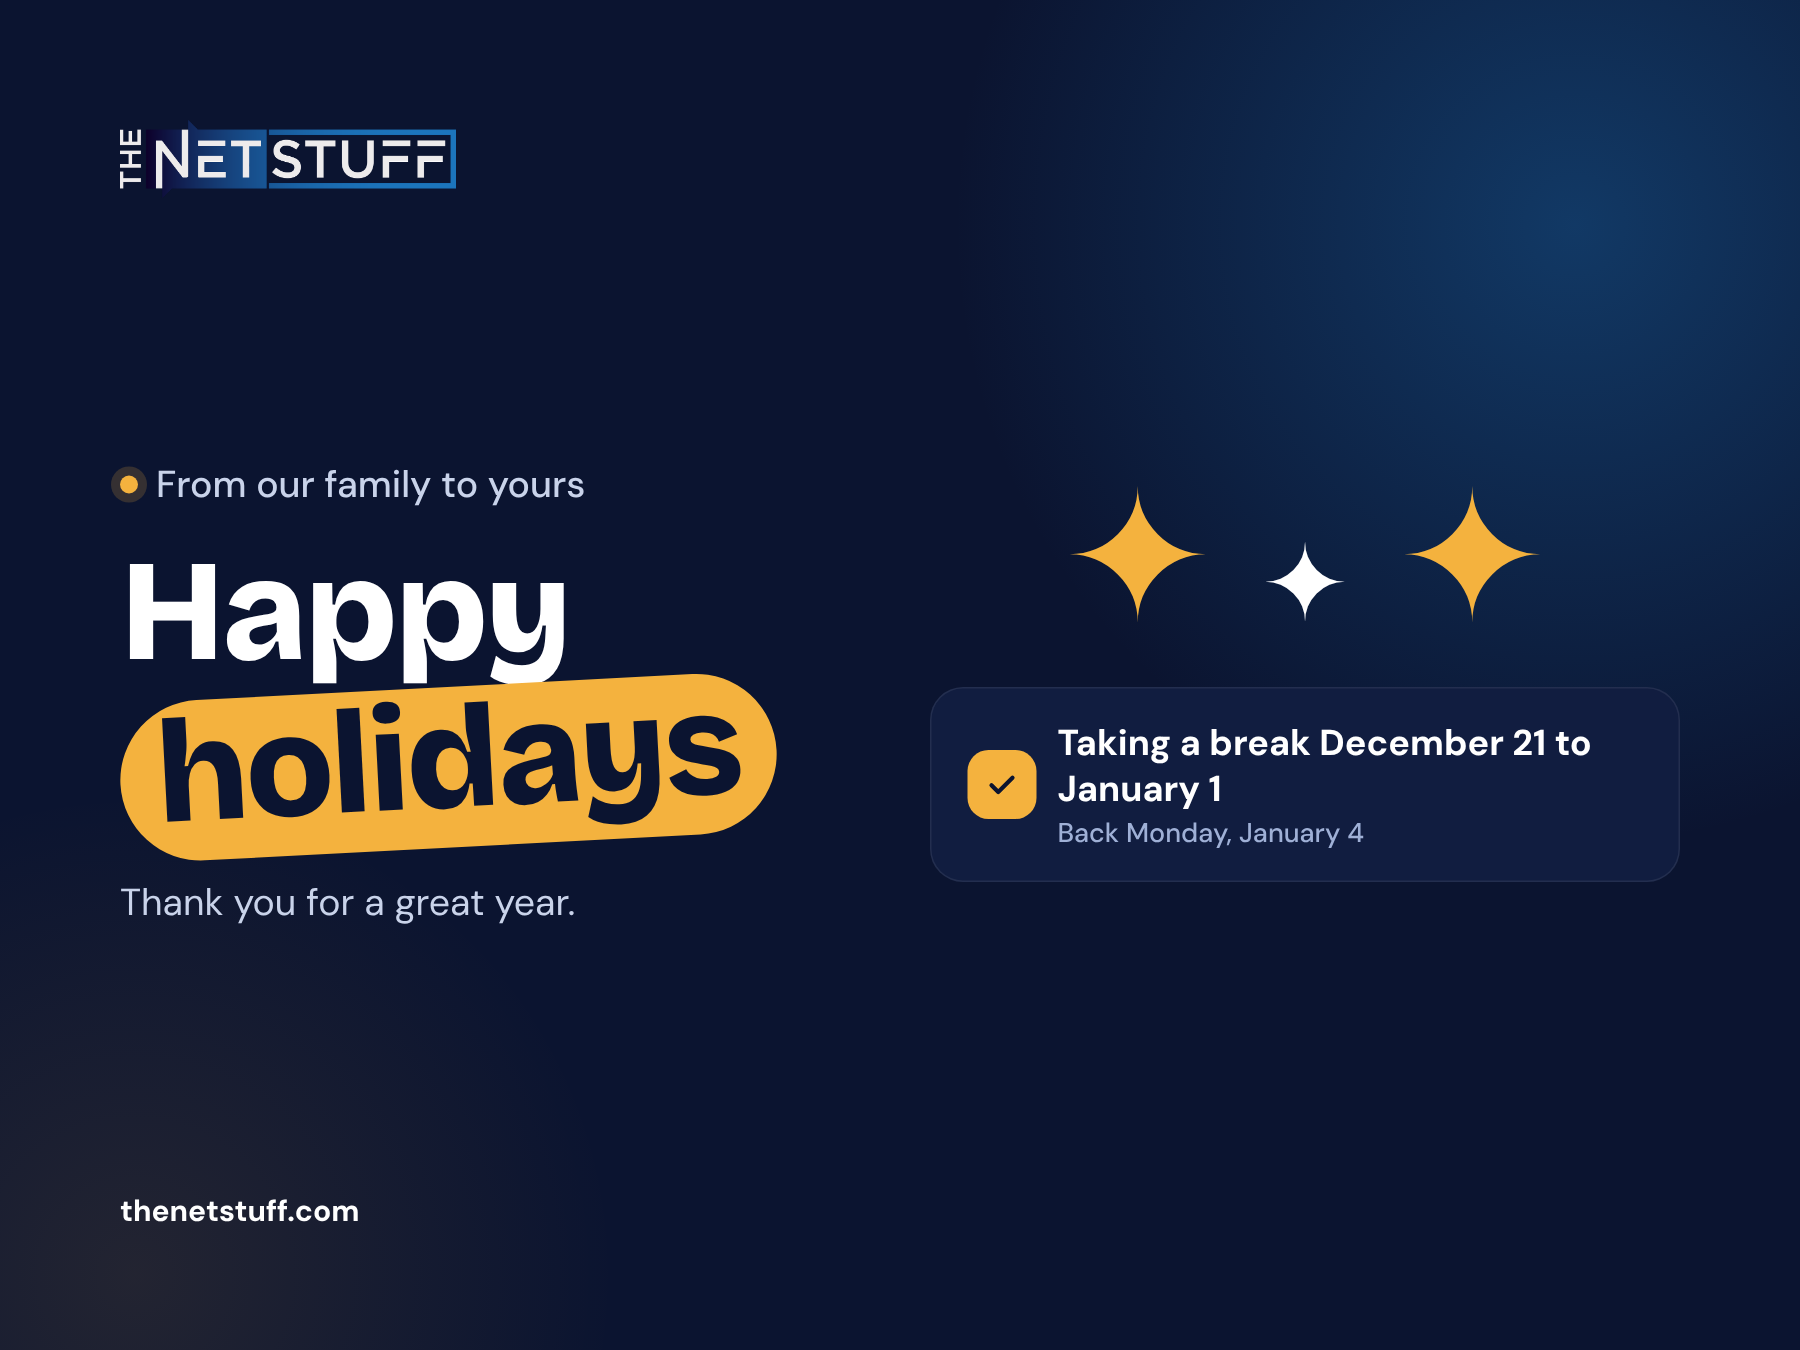 THE NETSTUFF
From our family to yours
Happy
holidays
Thank you for a great year.
Taking a break December 21 to
January 1
Back Monday, January 4
thenetstuff.com